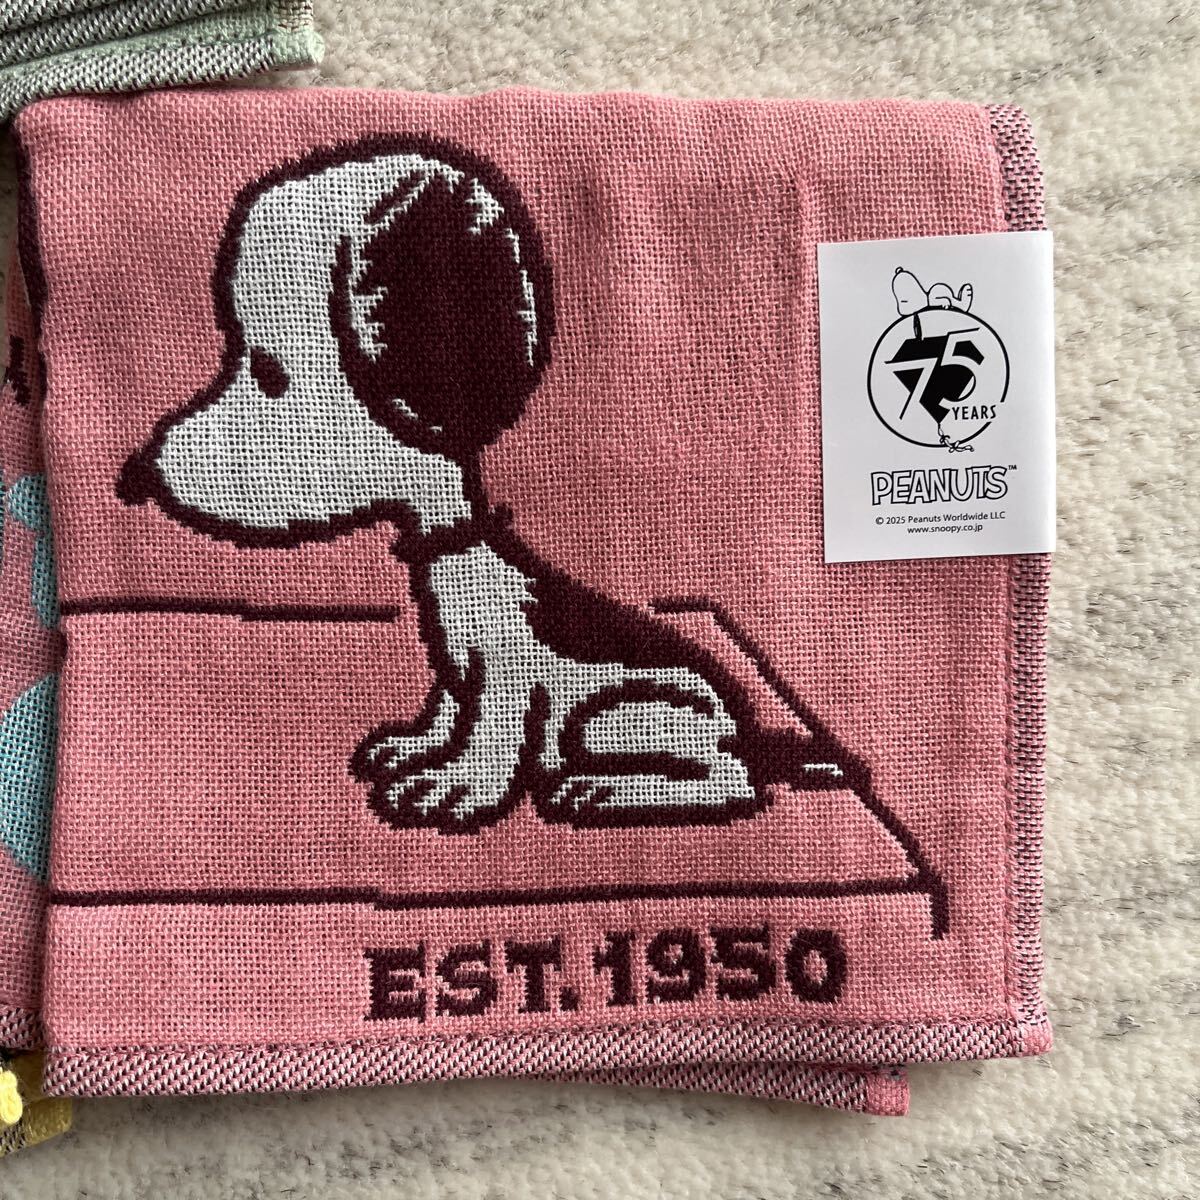 75
YEARS
PEANUTS™
© 2025 Peanuts Worldwide LLC
www.snoopy.co.jp
EST. 1950